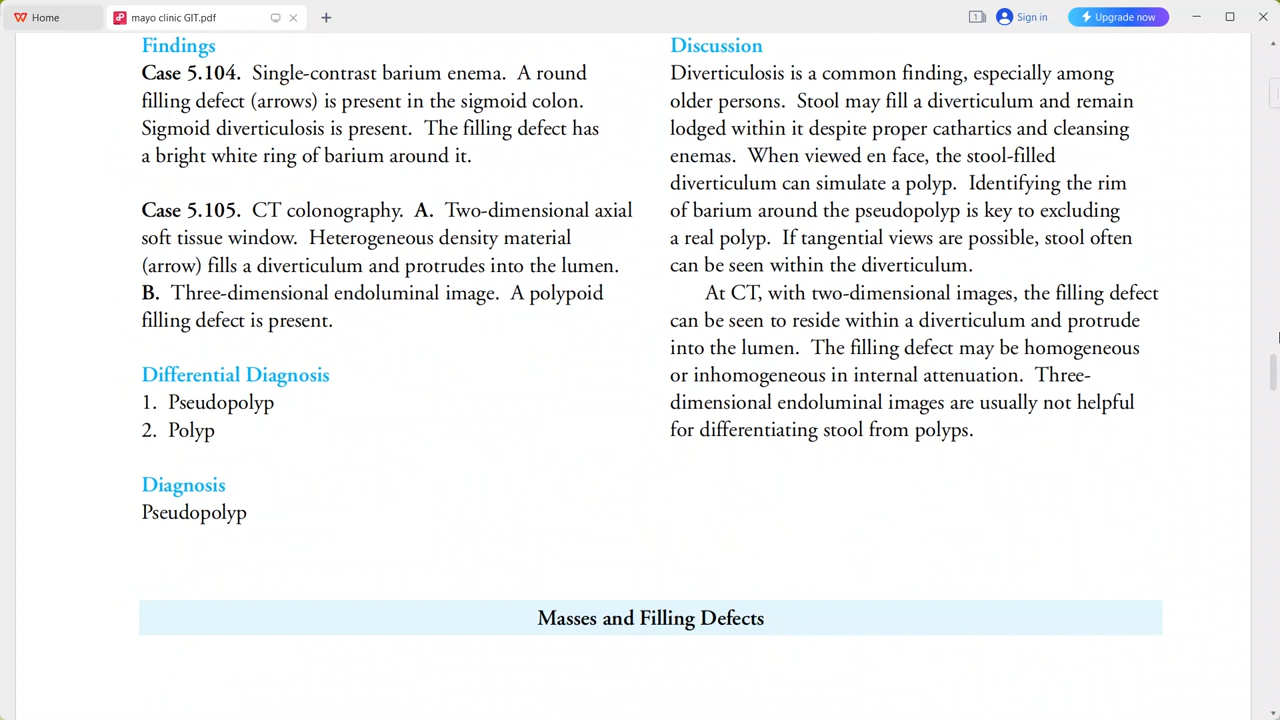 Home
mayo clinic GIT.pdf
Sign in
Upgrade now
Findings
Case 5.104. Single-contrast barium enema. A round
filling defect (arrows) is present in the sigmoid colon.
Sigmoid diverticulosis is present. The filling defect has
a bright white ring of barium around it.
Case 5.105. CT colonography. A. Two-dimensional axial
soft tissue window. Heterogeneous density material
(arrow) fills a diverticulum and protrudes into the lumen.
B. Three-dimensional endoluminal image. A polypoid
filling defect is present.
Differential Diagnosis
1. Pseudopolyp
2. Polyp
Diagnosis
Pseudopolyp
Discussion
Diverticulosis is a common finding, especially among
older persons. Stool may fill a diverticulum and remain
lodged within it despite proper cathartics and cleansing
enemas. When viewed en face, the stool-filled
diverticulum can simulate a polyp. Identifying the rim
of barium around the pseudopolyp is key to excluding
a real polyp. If tangential views are possible, stool often
can be seen within the diverticulum.
At CT, with two-dimensional images, the filling defect
can be seen to reside within a diverticulum and protrude
into the lumen. The filling defect may be homogeneous
or inhomogeneous in internal attenuation. Three-
dimensional endoluminal images are usually not helpful
for differentiating stool from polyps.
Masses and Filling Defects